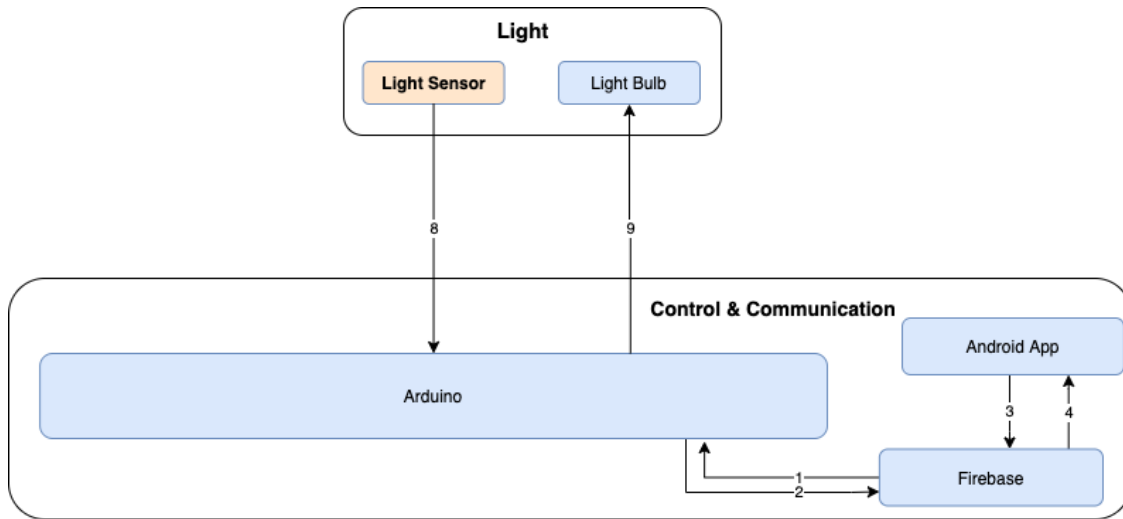 Light
Light Sensor
Light Bulb
8
9
Control & Communication
Android App
Arduino
3
4
1
2
Firebase